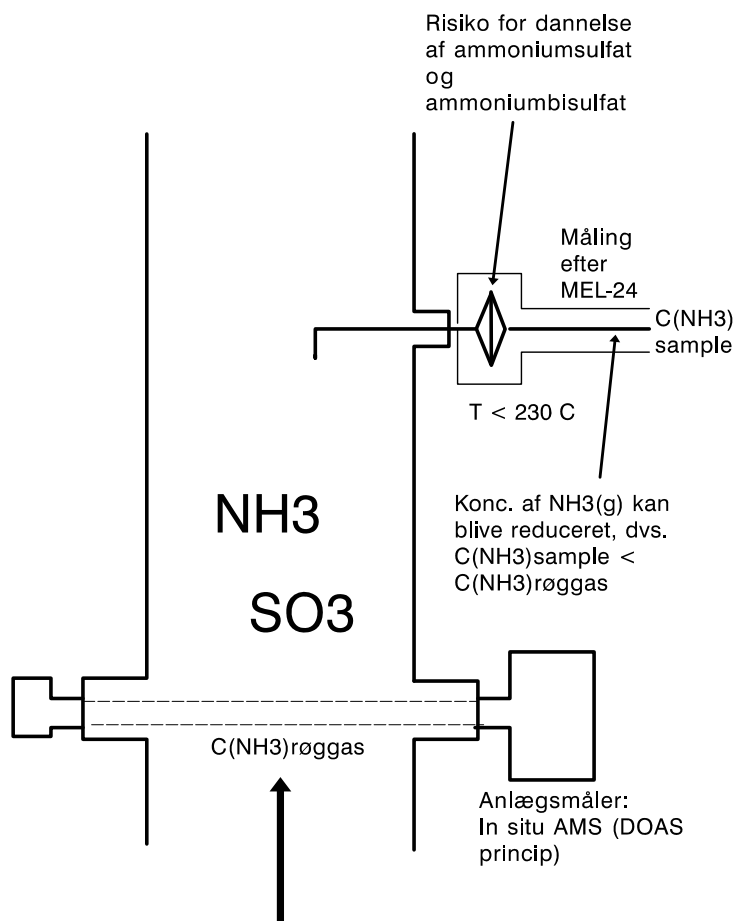 Risiko for dannelse
af ammoniumsulfat
og
ammoniumbisulfat
Måling
efter
MEL-24
C(NH3)
sample
T < 230 C
NH3
SO3
Konc. af NH3(g) kan
blive reduceret, dvs.
C(NH3)sample <
C(NH3)røggas
C(NH3)røggas
Anlægsmåler:
In situ AMS (DOAS
princip)